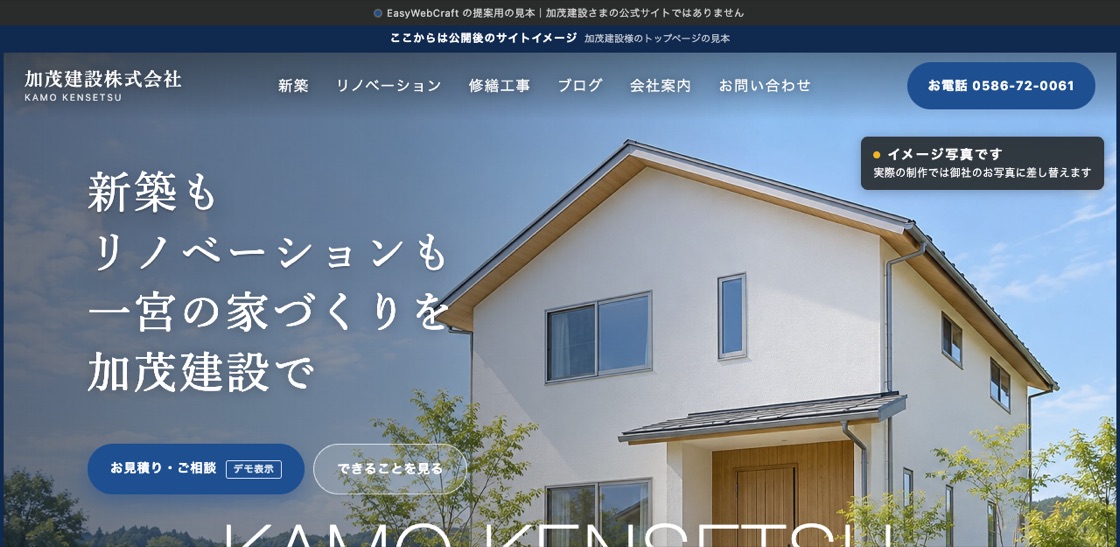 EasyWebCraft の提案用の見本｜加茂建設さまの公式サイトではありません
ここからは公開後のサイトイメージ 加茂建設様のトップページの見本
加茂建設株式会社
KAMO KENSETSU
新築 リノベーション 修繕工事 ブログ 会社案内 お問い合わせ
お電話 0586-72-0061
イメージ写真です
実際の制作では御社のお写真に差し替えます
新築も
リノベーションも
一宮の家づくりを
加茂建設で
お見積り・ご相談 デモ表示
できることを見る
KAMO KENSETSU